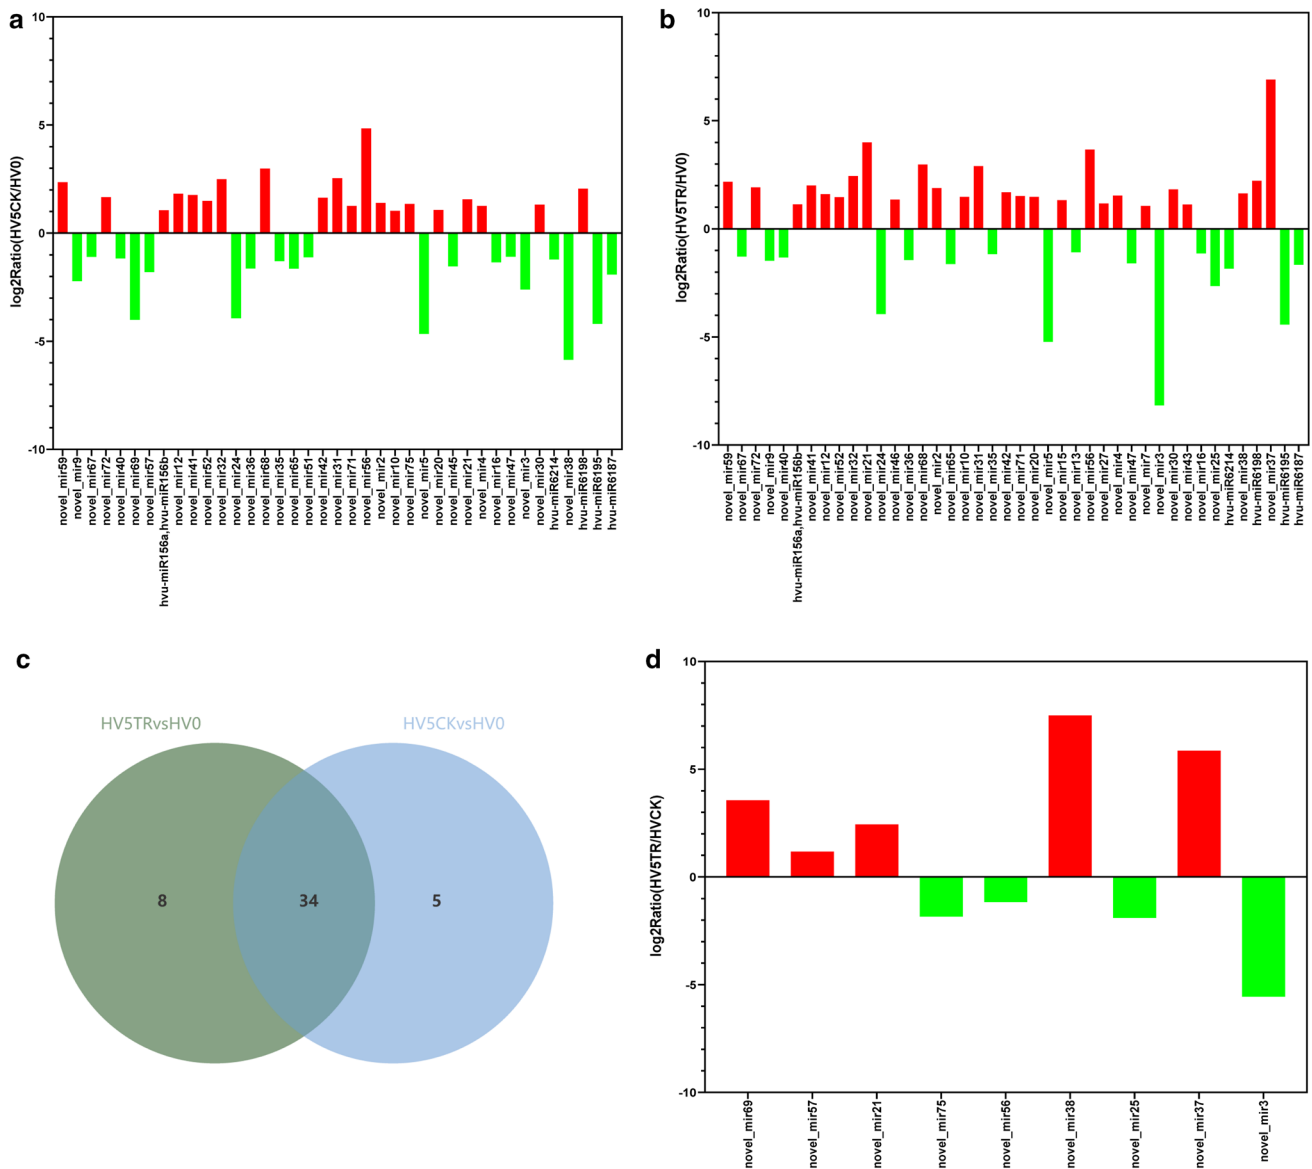 a
10
5
0
-5
-10
log2Ratio(HV5CK/HV0)
novel_mir59
novel_mir9
novel_mir67
novel_mir72
novel_mir40
novel_mir69
novel_mir57
hvu-miR156a,hvu-miR156b
novel_mir12
novel_mir41
novel_mir52
novel_mir32
novel_mir24
novel_mir36
novel_mir68
novel_mir35
novel_mir65
novel_mir51
novel_mir42
novel_mir31
novel_mir71
novel_mir56
novel_mir2
novel_mir10
novel_mir75
novel_mir5
novel_mir20
novel_mir45
novel_mir21
novel_mir4
novel_mir16
novel_mir47
novel_mir3
novel_mir30
hvu-miR6214
novel_mir38
hvu-miR6198
hvu-miR6195
hvu-miR6187
b
10
5
0
-5
-10
log2Ratio(HV5TR/HV0)
novel_mir59
novel_mir67
novel_mir72
novel_mir9
novel_mir40
hvu-miR156a,hvu-miR156b
novel_mir41
novel_mir12
novel_mir52
novel_mir32
novel_mir21
novel_mir24
novel_mir46
novel_mir36
novel_mir68
novel_mir2
novel_mir65
novel_mir10
novel_mir31
novel_mir35
novel_mir42
novel_mir71
novel_mir20
novel_mir5
novel_mir15
novel_mir13
novel_mir56
novel_mir27
novel_mir4
novel_mir47
novel_mir7
novel_mir3
novel_mir30
novel_mir43
novel_mir16
novel_mir25
hvu-miR6214
novel_mir38
hvu-miR6198
novel_mir37
hvu-miR6195
hvu-miR6187
c
HV5TRvsHV0
HV5CKvsHV0
8
34
5
d
10
5
0
-5
-10
log2Ratio(HV5TR/HVCK)
novel_mir69
novel_mir57
novel_mir21
novel_mir75
novel_mir56
novel_mir38
novel_mir25
novel_mir37
novel_mir3